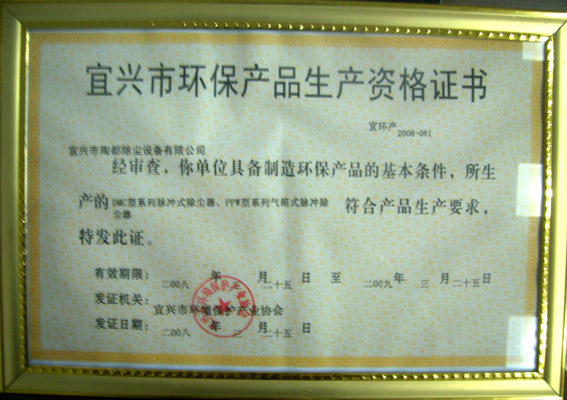 宜兴市环保产品生产资格证书
宜环产2008-061
宜兴市陶都除尘设备有限公司
经审查，你单位具备制造环保产品的基本条件，所生
产的DMC型系列脉冲式除尘器、PPW型系列气箱式脉冲除尘器 符合产品生产要求，
特发此证。
有效期限：二00八年 月二十五日至二00九年三月二十五日
发证机关：宜兴市环境保护产业协会
发证日期：二00八年 月二十五日